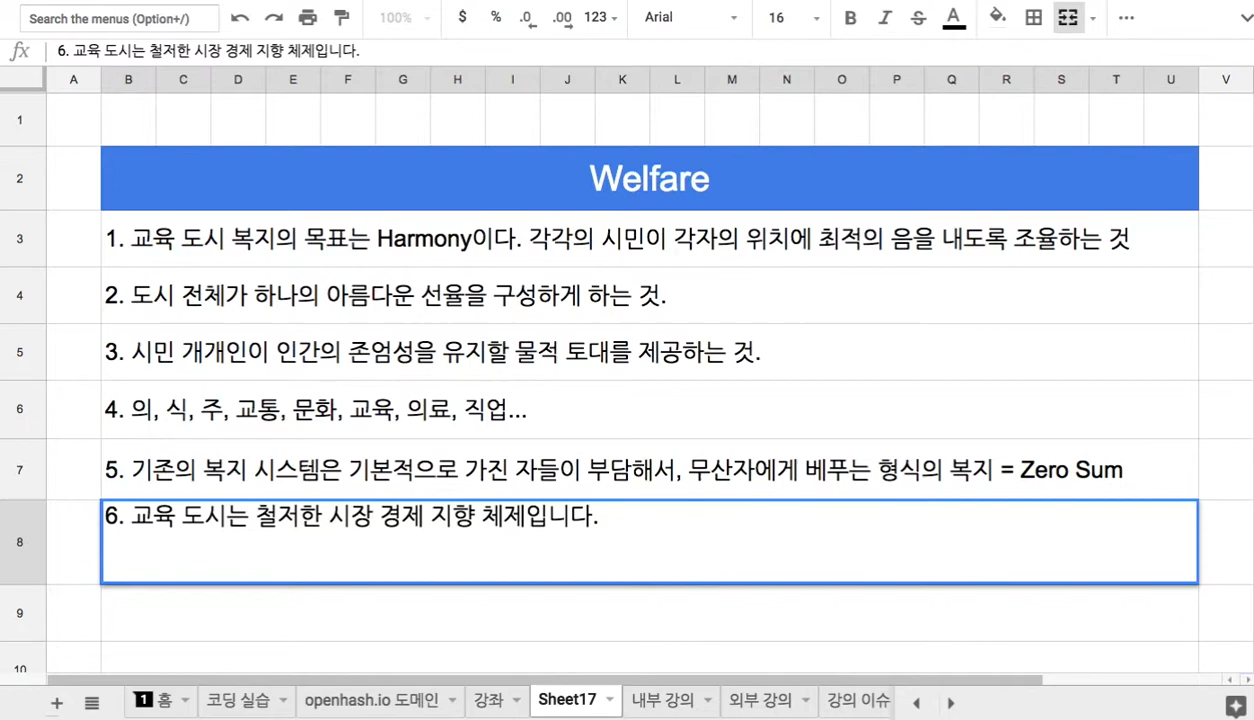 Search the menus (Option+/)
100%
$ % .0 .00 123
Arial
16
B I S A
fx 6. 교육 도시는 철저한 시장 경제 지향 체제입니다.
A B C D E F G H I J K L M N O P Q R S T U V
1
2 Welfare
3 1. 교육 도시 복지의 목표는 Harmony이다. 각각의 시민이 각자의 위치에 최적의 음을 내도록 조율하는 것
4 2. 도시 전체가 하나의 아름다운 선율을 구성하게 하는 것.
5 3. 시민 개개인이 인간의 존엄성을 유지할 물적 토대를 제공하는 것.
6 4. 의, 식, 주, 교통, 문화, 교육, 의료, 직업...
7 5. 기존의 복지 시스템은 기본적으로 가진 자들이 부담해서, 무산자에게 베푸는 형식의 복지 = Zero Sum
8 6. 교육 도시는 철저한 시장 경제 지향 체제입니다.
9
10
1 홈 코딩 실습 openhash.io 도메인 강좌 Sheet17 내부 강의 외부 강의 강의 이슈